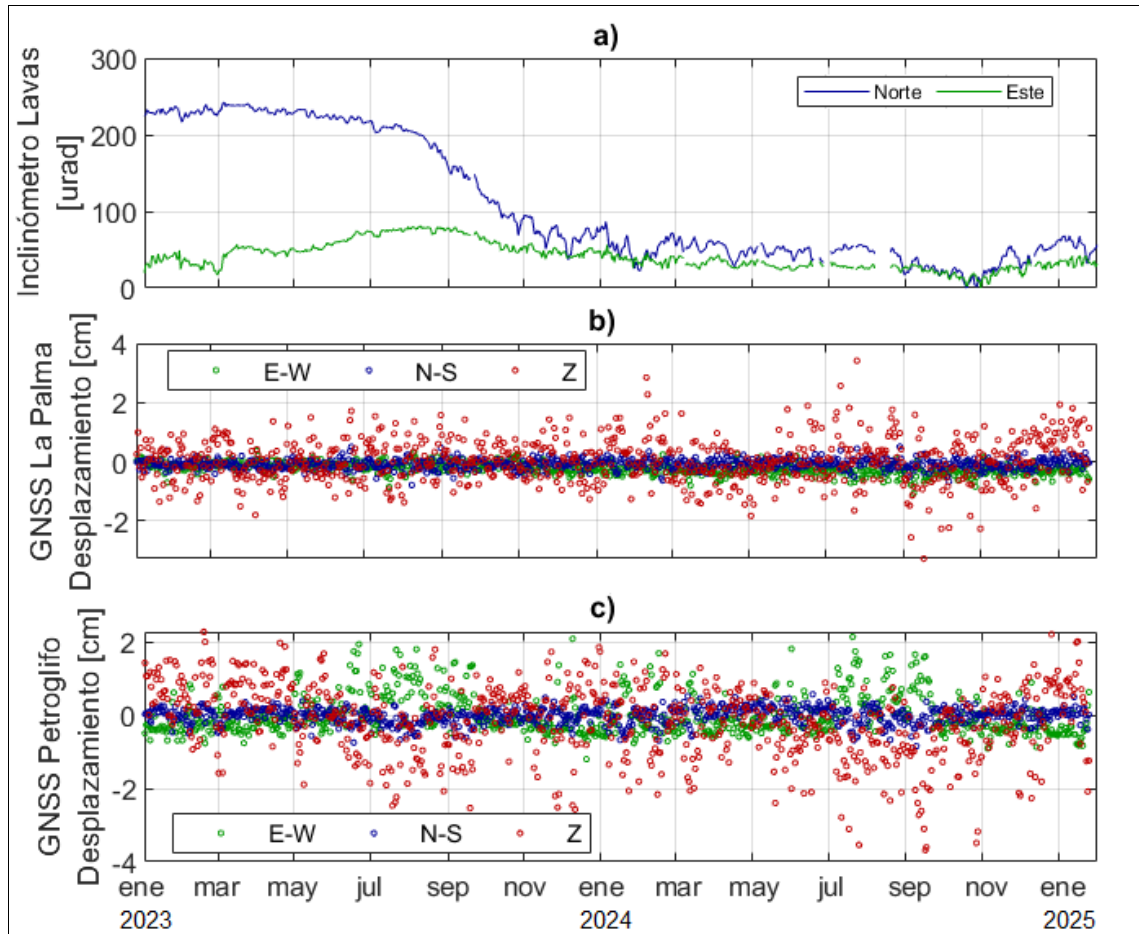 a)
Inclinómetro Lavas
[urad]
300
200
100
0
Norte Este
b)
GNSS La Palma
Desplazamiento [cm]
4
2
0
-2
E-W N-S Z
c)
GNSS Petroglifo
Desplazamiento [cm]
2
0
-2
-4
E-W N-S Z
ene mar may jul sep nov ene mar may jul sep nov ene
2023 2024 2025